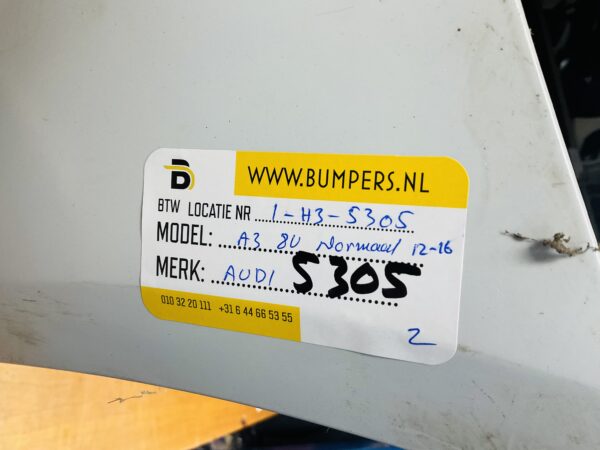 WWW.BUMPERS.NL
BTW LOCATIE NR 1-H3-5305
MODEL: A3 8U Normaal 12-16
MERK: AUDI 5305
010 32 20 111 +31 6 44 66 53 55
2